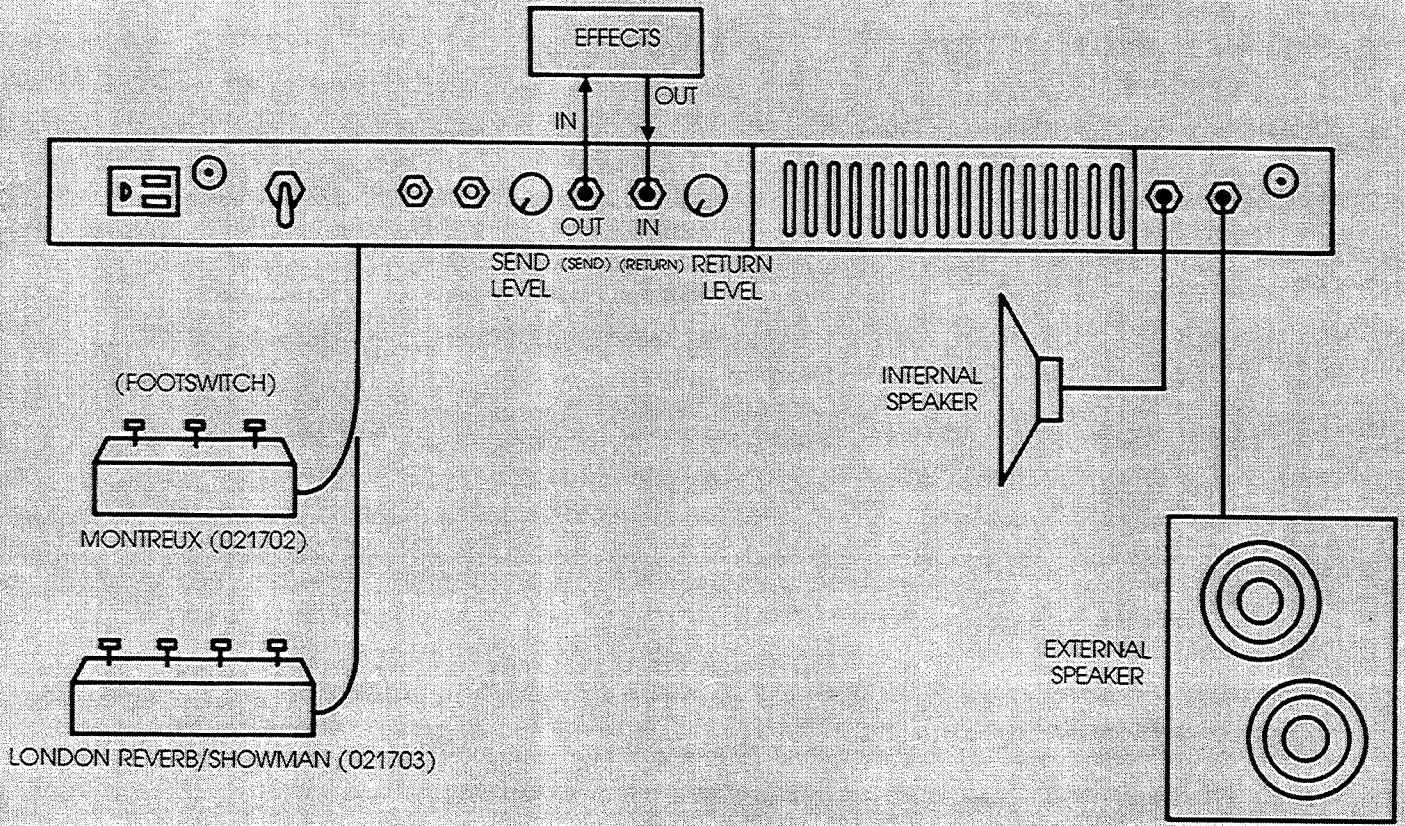 EFFECTS
IN
OUT
OUT
IN
SEND (SEND) (RETURN) RETURN
LEVEL
LEVEL
(FOOTSWITCH)
MONTREUX (021702)
LONDON REVERB/SHOWMAN (021703)
INTERNAL
SPEAKER
EXTERNAL
SPEAKER